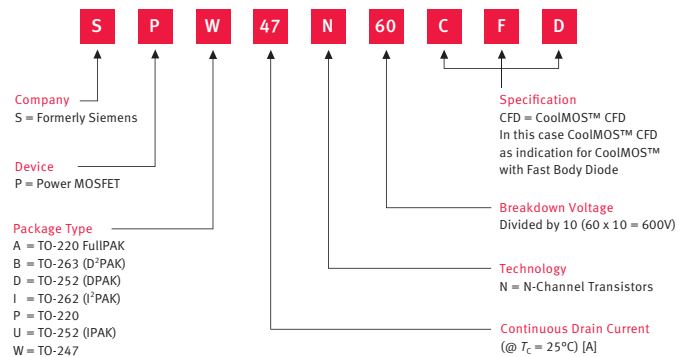 S P W 47 N 60 C F D
Company
S = Formerly Siemens
Device
P = Power MOSFET
Package Type
A = TO-220 FullPAK
B = TO-263 (D²PAK)
D = TO-252 (DPAK)
I = TO-262 (I²PAK)
P = TO-220
U = TO-252 (IPAK)
W = TO-247
Specification
CFD = CoolMOS™ CFD
In this case CoolMOS™ CFD
as indication for CoolMOS™
with Fast Body Diode
Breakdown Voltage
Divided by 10 (60 x 10 = 600V)
Technology
N = N-Channel Transistors
Continuous Drain Current
(@ T_C = 25°C) [A]